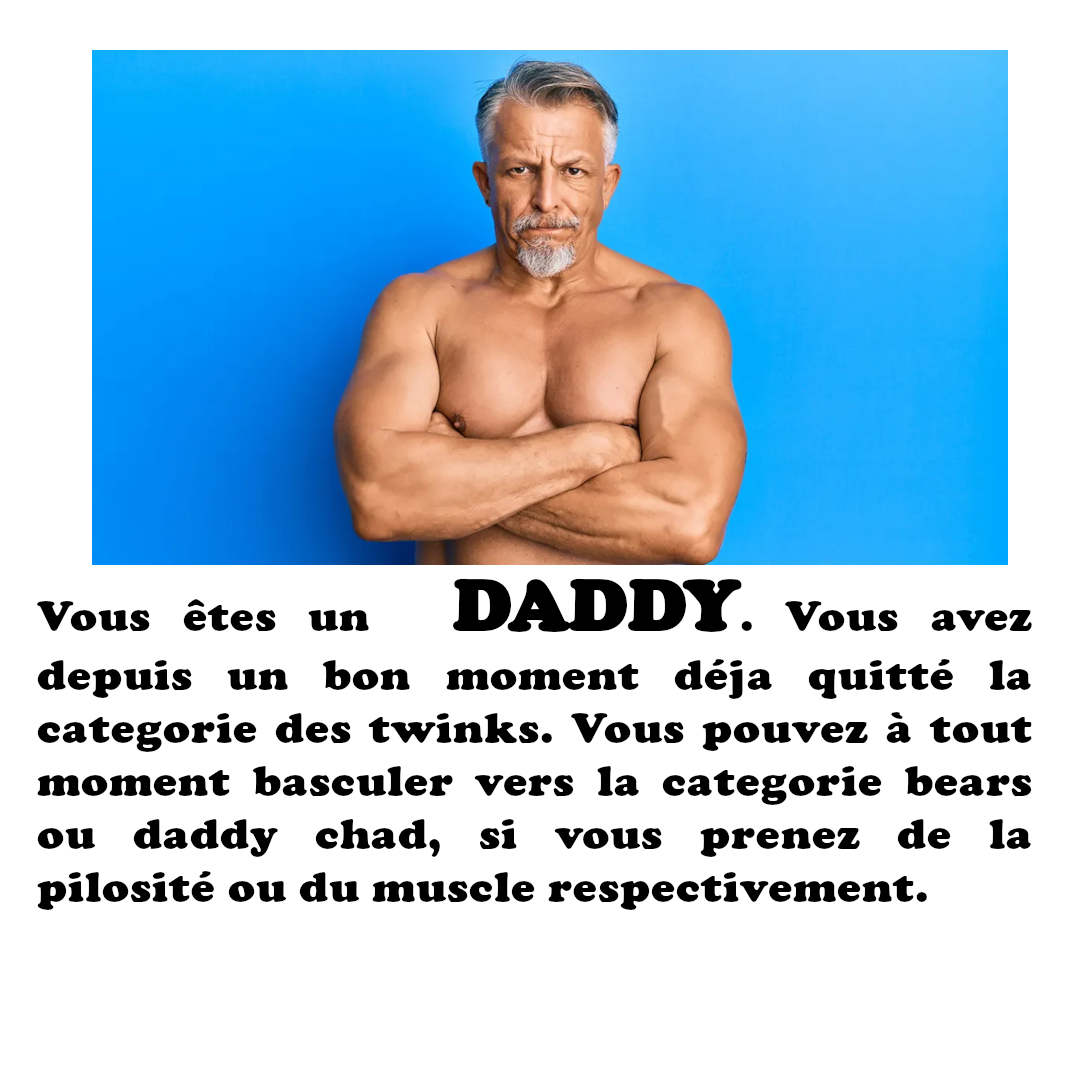 Vous êtes un DADDY. Vous avez
depuis un bon moment déja quitté la
categorie des twinks. Vous pouvez à tout
moment basculer vers la categorie bears
ou daddy chad, si vous prenez de la
pilosité ou du muscle respectivement.